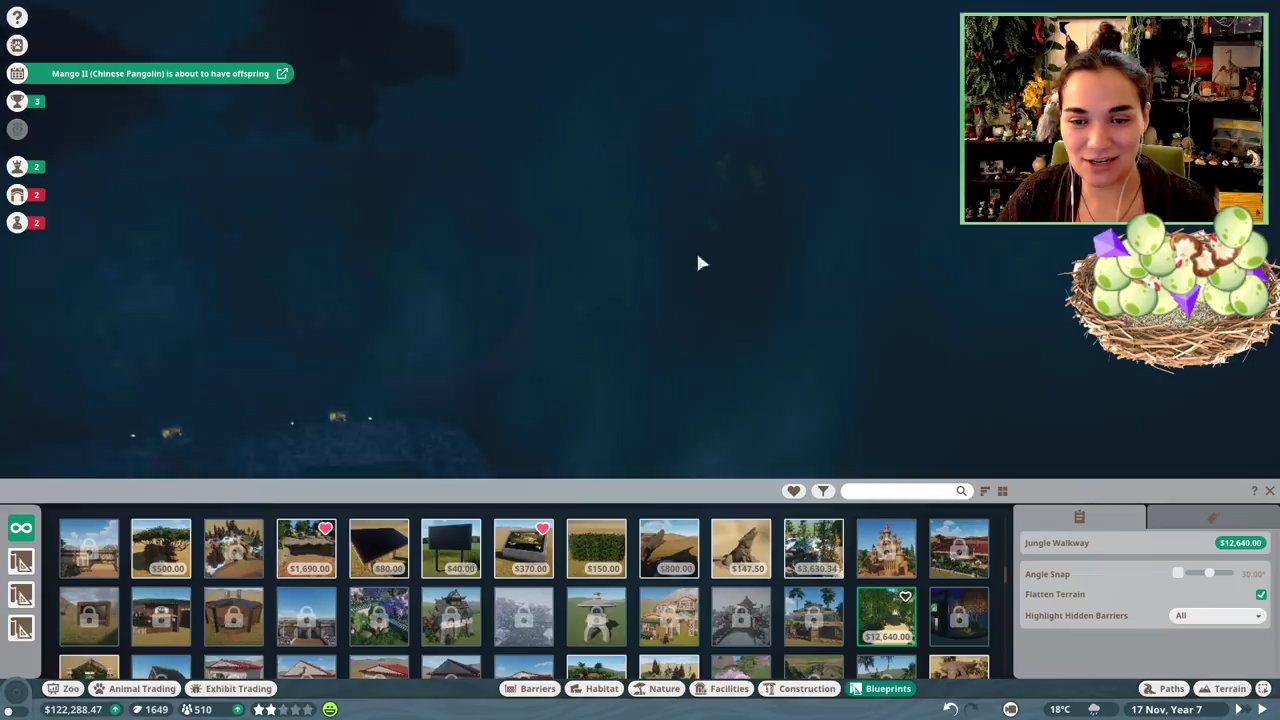 ?
Mango II (Chinese Pangolin) is about to have offspring
3
2
2
2
? ×
$500.00 $1,690.00 $80.00 $40.00 $370.00 $150.00 $800.00 $147.50 $3,630.34
$12,640.00
Jungle Walkway $12,640.00
Angle Snap 30.00°
Flatten Terrain
Highlight Hidden Barriers All
Zoo Animal Trading Exhibit Trading Barriers Habitat Nature Facilities Construction Blueprints Paths Terrain
$122,288.47 1649 510 18°C 17 Nov, Year 7